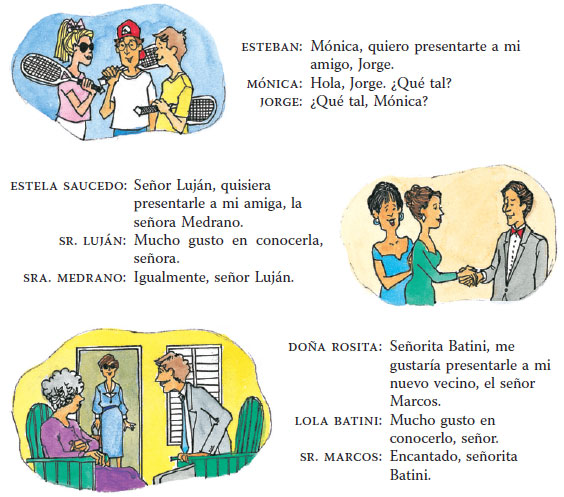 ESTEBAN: Mónica, quiero presentarte a mi
amigo, Jorge.
MÓNICA: Hola, Jorge. ¿Qué tal?
JORGE: ¿Qué tal, Mónica?
ESTELA SAUCEDO: Señor Luján, quisiera
presentarle a mi amiga, la
señora Medrano.
SR. LUJÁN: Mucho gusto en conocerla,
señora.
SRA. MEDRANO: Igualmente, señor Luján.
DOÑA ROSITA: Señorita Batini, me
gustaría presentarle a mi
nuevo vecino, el señor
Marcos.
LOLA BATINI: Mucho gusto en
conocerlo, señor.
SR. MARCOS: Encantado, señorita
Batini.